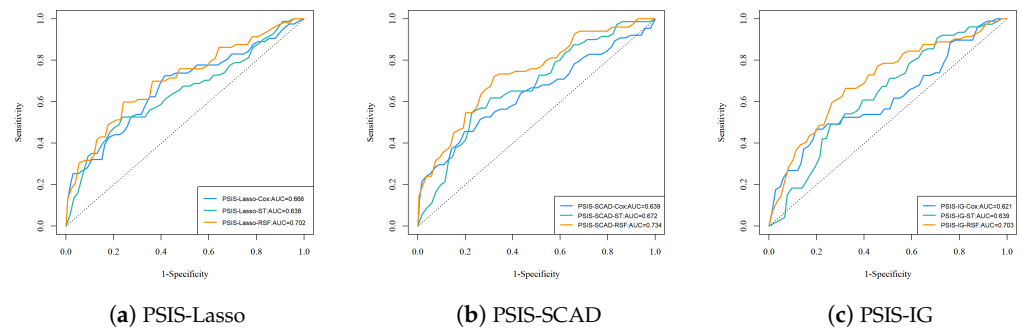 Sensitivity
0.0 0.2 0.4 0.6 0.8 1.0
0.0 0.2 0.4 0.6 0.8 1.0
1-Specificity
PSIS-Lasso-Cox:AUC=0.666
PSIS-Lasso-ST:AUC=0.638
PSIS-Lasso-RSF:AUC=0.702
(a) PSIS-Lasso
Sensitivity
0.0 0.2 0.4 0.6 0.8 1.0
0.0 0.2 0.4 0.6 0.8 1.0
1-Specificity
PSIS-SCAD-Cox:AUC=0.639
PSIS-SCAD-ST:AUC=0.672
PSIS-SCAD-RSF:AUC=0.734
(b) PSIS-SCAD
Sensitivity
0.0 0.2 0.4 0.6 0.8 1.0
0.0 0.2 0.4 0.6 0.8 1.0
1-Specificity
PSIS-IG-Cox:AUC=0.621
PSIS-IG-ST:AUC=0.639
PSIS-IG-RSF:AUC=0.703
(c) PSIS-IG